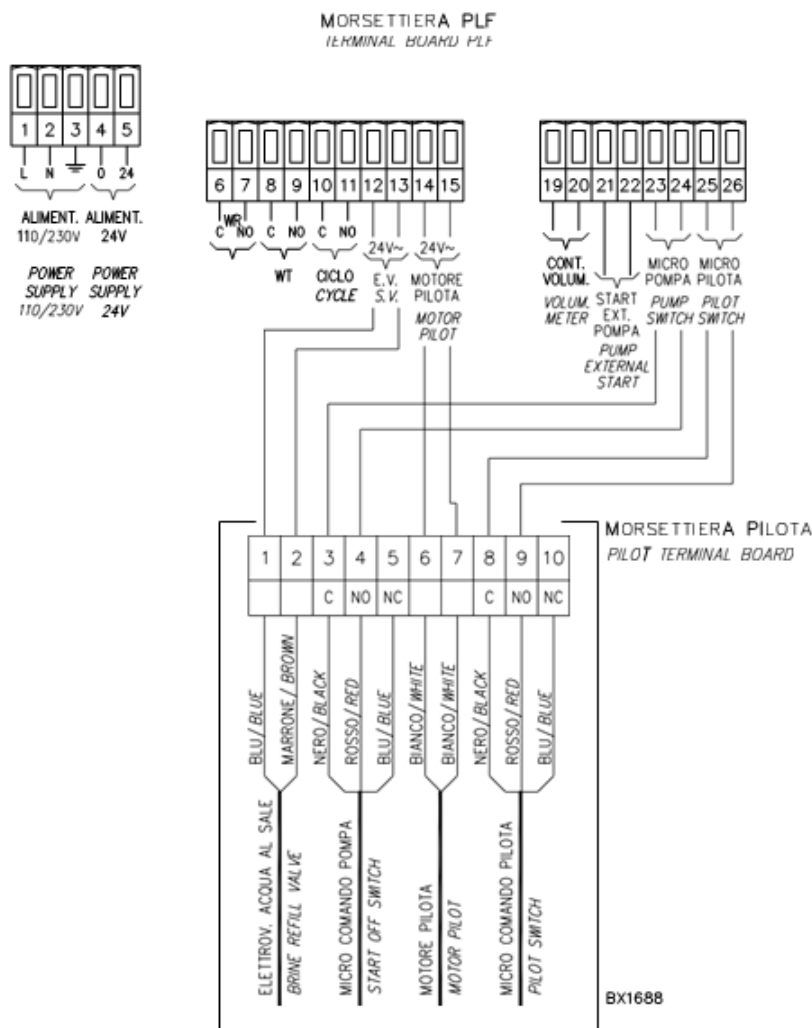 MORSETTIERA PLF
TERMINAL BOARD PLF
1 2 3 4 5
L N 0 24
ALIMENT. 110/230V
ALIMENT. 24V
POWER SUPPLY 110/230V
POWER SUPPLY 24V
6 7 8 9 10 11 12 13 14 15
C WR NO C NO C NO
WT
CICLO
CYCLE
24V~
E.V.
S.V.
24V~
MOTORE PILOTA
MOTOR PILOT
19 20 21 22 23 24 25 26
CONT. VOLUM.
VOLUM. METER
START EXT. POMPA
PUMP EXTERNAL START
MICRO POMPA
PUMP SWITCH
MICRO PILOTA
PILOT SWITCH
MORSETTIERA PILOTA
PILOT TERMINAL BOARD
1 2 3 4 5 6 7 8 9 10
C NO NC C NO NC
BLU/BLUE
MARRONE/BROWN
NERO/BLACK
ROSSO/RED
BLU/BLUE
BIANCO/WHITE
BIANCO/WHITE
NERO/BLACK
ROSSO/RED
BLU/BLUE
ELETTROV. ACQUA AL SALE
BRINE REFILL VALVE
MICRO COMANDO POMPA
START OFF SWITCH
MOTORE PILOTA
MOTOR PILOT
MICRO COMANDO PILOTA
PILOT SWITCH
BX1688